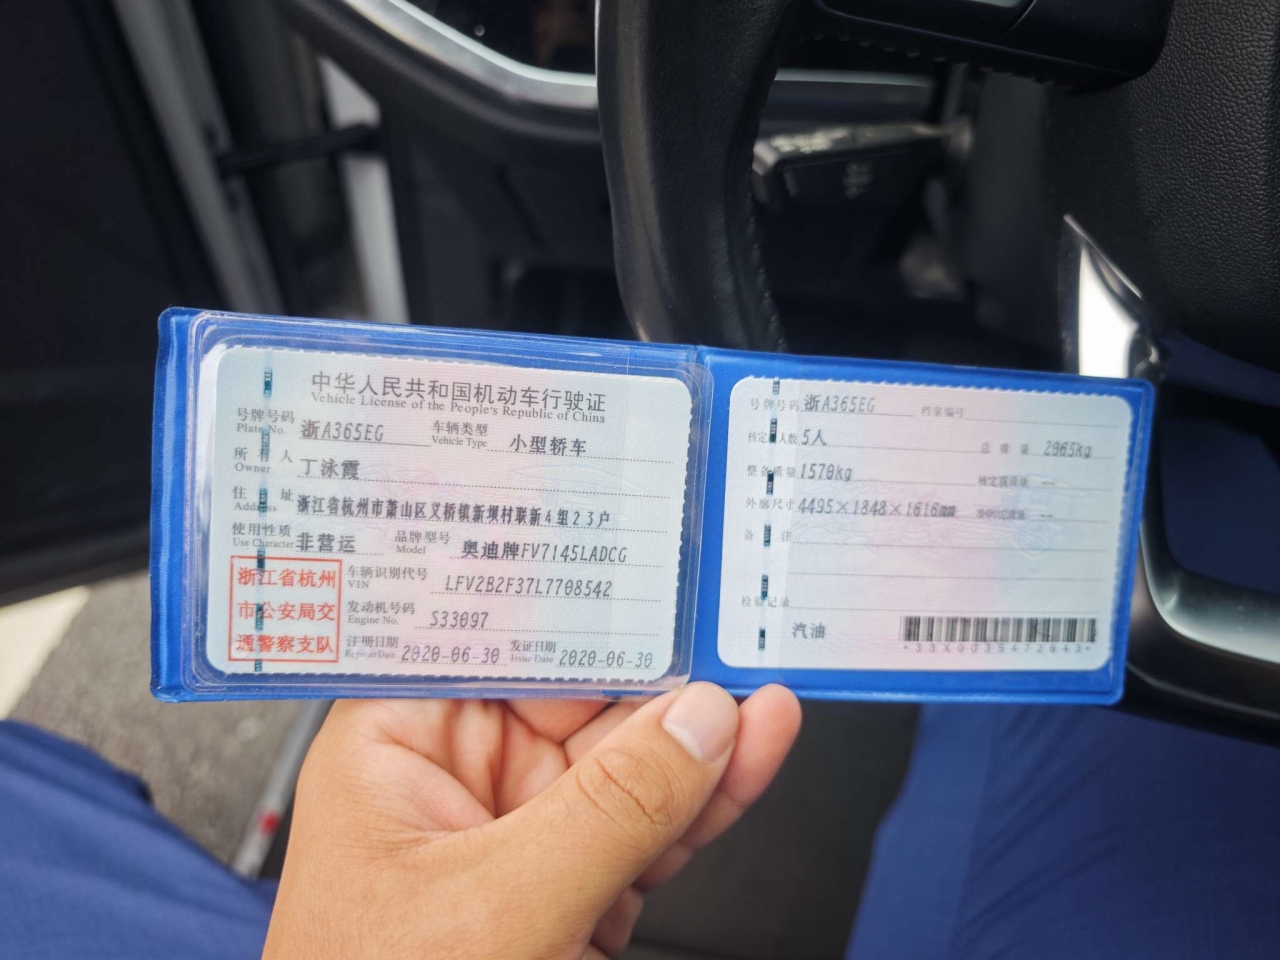 中华人民共和国机动车行驶证
Vehicle License of the People's Republic of China
号牌号码 浙A365EG 车辆类型 小型轿车
Plate No. Vehicle Type
所有人 丁泳霞
Owner
住址 浙江省杭州市萧山区义桥镇新坝村联新4组23户
Address
使用性质 非营运 品牌型号 奥迪牌FV7145LADCG
Use Character Model
浙江省杭州
市公安局交
通警察支队
车辆识别代号 LFV2B2F37L7708542
VIN
发动机号码 S33097
Engine No.
注册日期 2020-06-30 发证日期 2020-06-30
Register Date Issue Date
号牌号码 浙A365EG 档案编号
核定人数 5人 总质量 2065kg
整备质量 1570kg 核定载质量 --
外廓尺寸 4495×1848×1616mm --
备注
检验记录
汽油